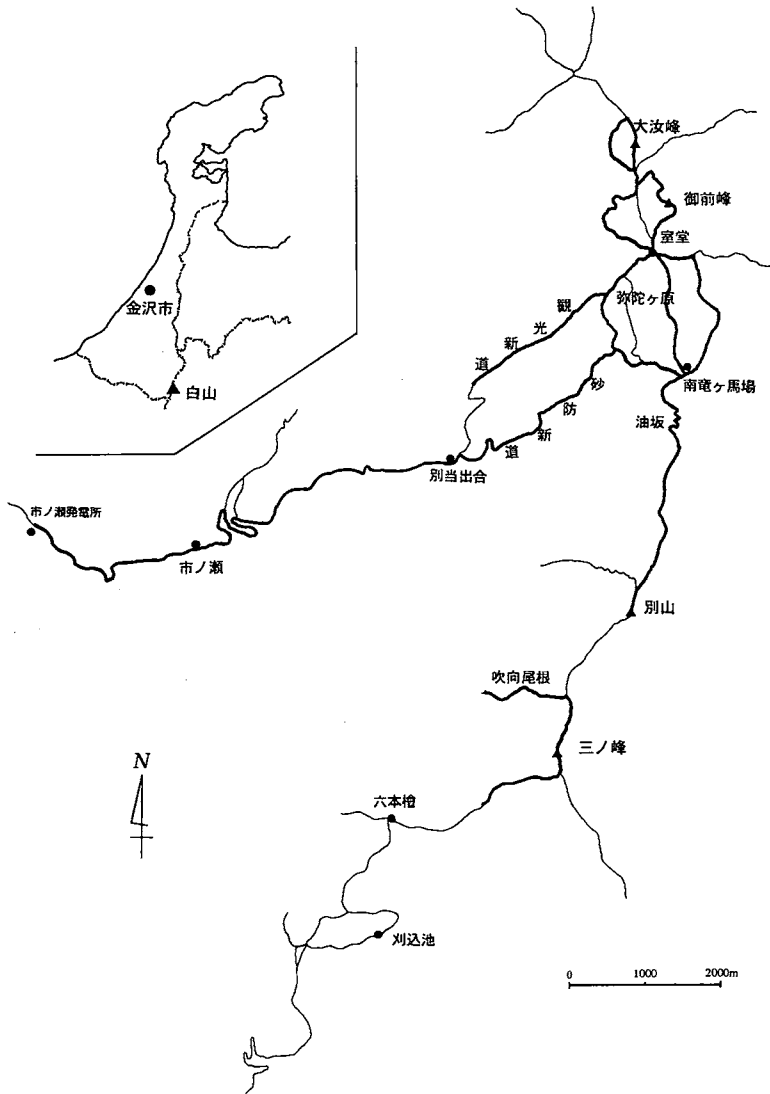 金沢市
白山
大汝峰
御前峰
室堂
弥陀ヶ原
観光新道
砂防新道
南竜ヶ馬場
油坂
別当出合
市ノ瀬発電所
市ノ瀬
別山
吹向尾根
三ノ峰
N
六本檜
刈込池
0 1000 2000m